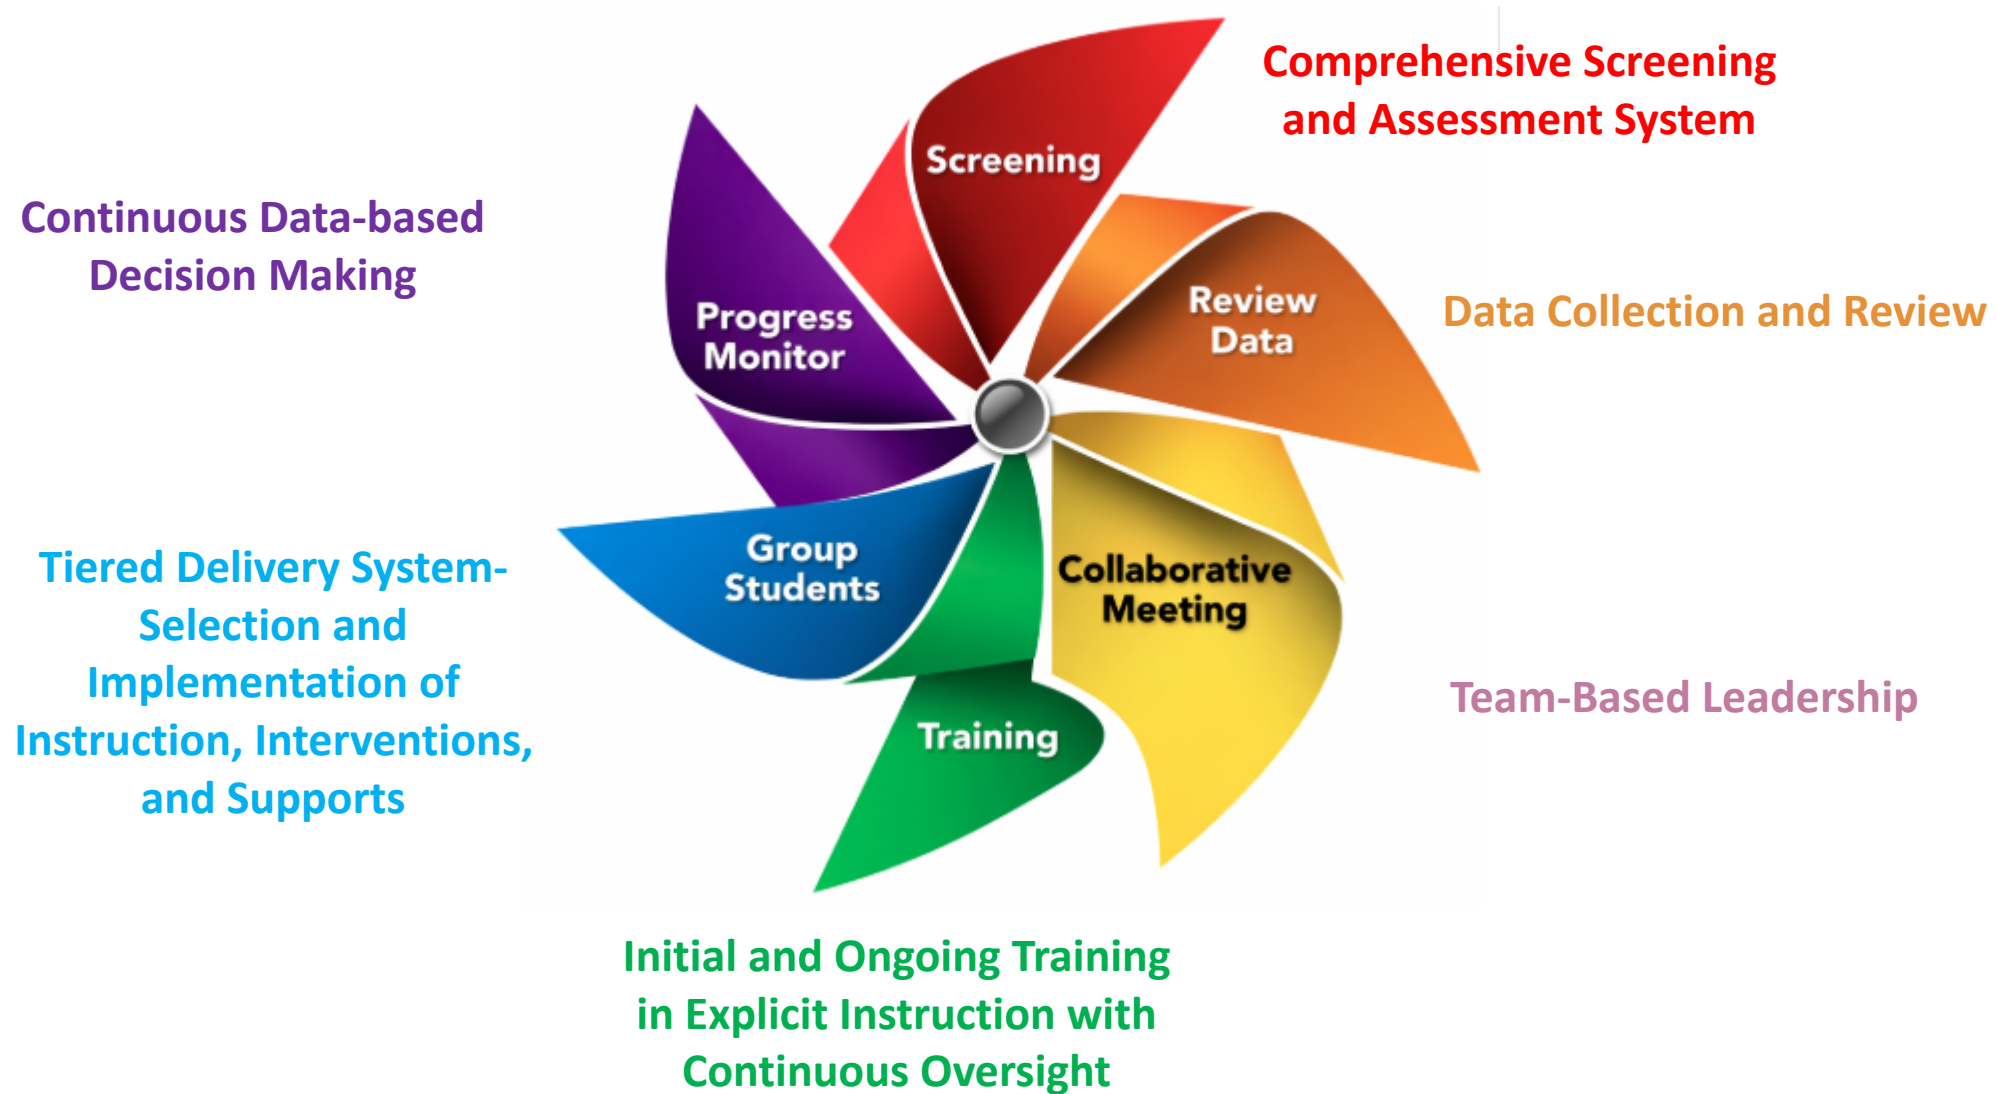 Comprehensive Screening
and Assessment System
Screening
Continuous Data-based
Decision Making
Progress
Monitor
Review
Data
Data Collection and Review
Group
Students
Collaborative
Meeting
Tiered Delivery System-
Selection and
Implementation of
Instruction, Interventions,
and Supports
Team-Based Leadership
Training
Initial and Ongoing Training
in Explicit Instruction with
Continuous Oversight